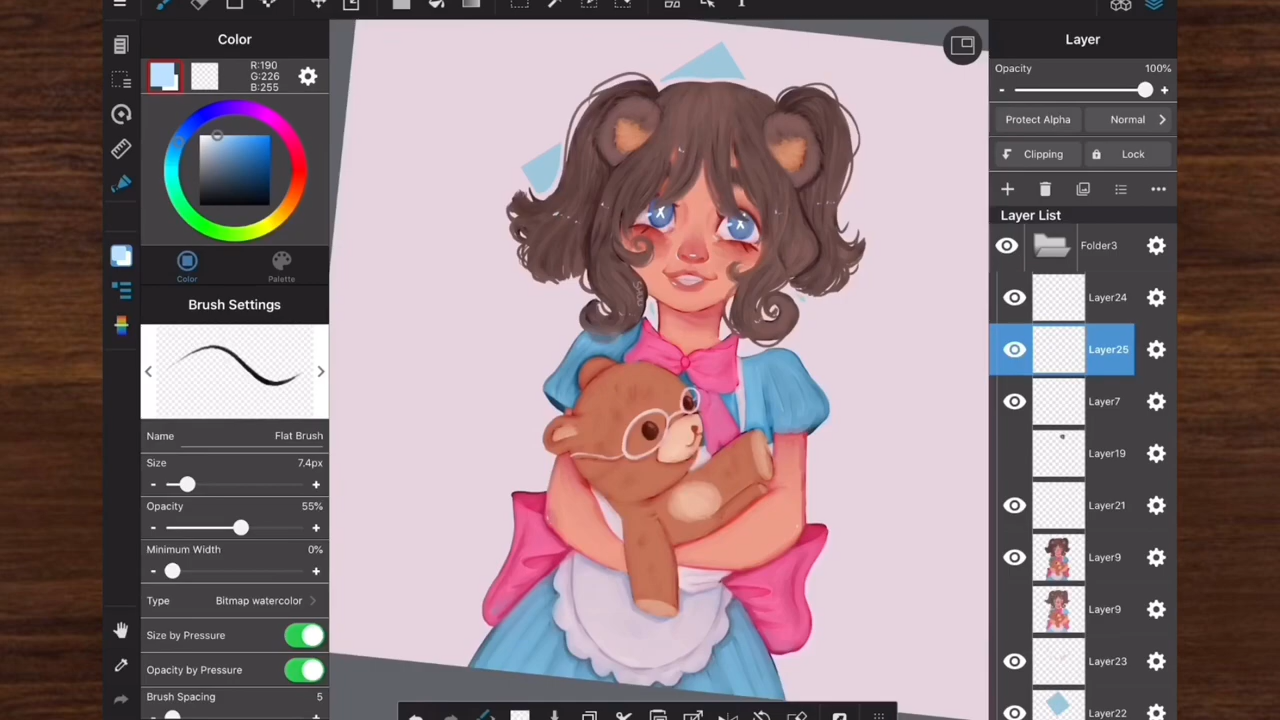 Color
R:190
G:226
B:255
Color
Palette
Brush Settings
Name
Flat Brush
Size
7.4px
Opacity
55%
Minimum Width
0%
Type
Bitmap watercolor
Size by Pressure
Opacity by Pressure
Brush Spacing
5
Layer
Opacity
100%
Protect Alpha
Normal
Clipping
Lock
Layer List
Folder3
Layer24
Layer25
Layer7
Layer19
Layer21
Layer9
Layer9
Layer23
Layer22